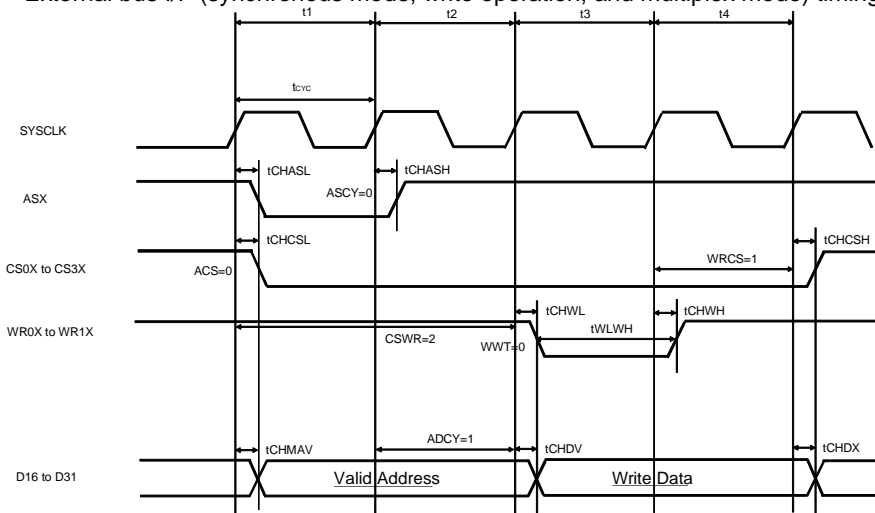 External bus I/F (synchronous mode, write operation, and multiplex mode) timing
t1 t2 t3 t4
tCYC
SYSCLK
tCHASL tCHASH
ASCY=0
ASX
tCHCSL tCHCSH
WRCS=1
CS0X to CS3X ACS=0
tCHWL tCHWH
WR0X to WR1X tWLWH
CSWR=2 WWT=0
ADCY=1
tCHMAV tCHDV tCHDX
D16 to D31 Valid Address Write Data